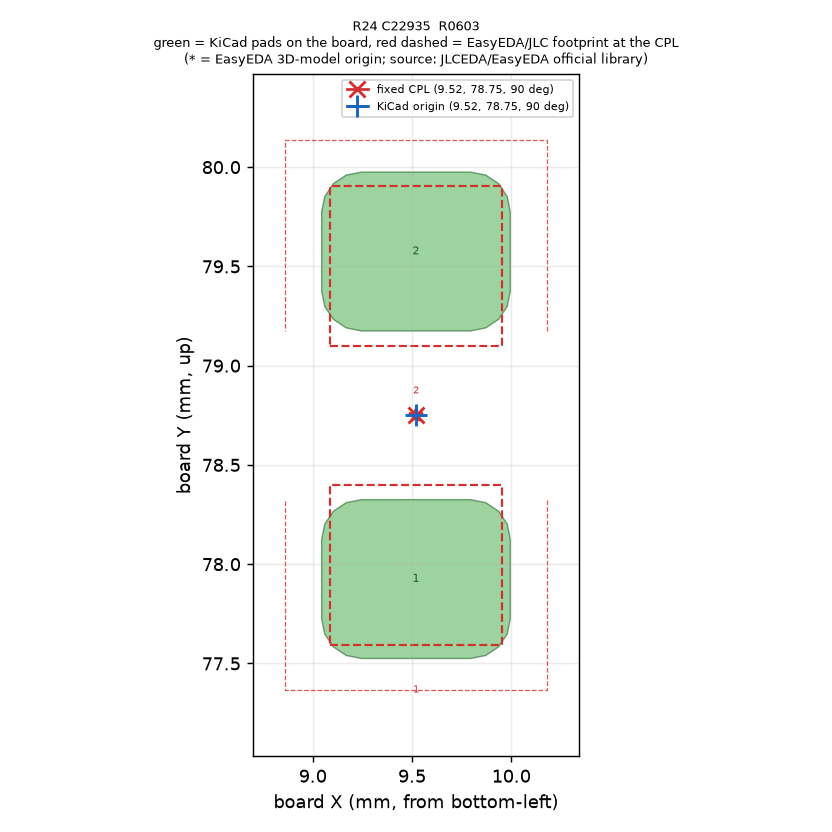 R24 C22935  R0603
green = KiCad pads on the board, red dashed = EasyEDA/JLC footprint at the CPL
(* = EasyEDA 3D-model origin; source: JLCEDA/EasyEDA official library)
fixed CPL (9.52, 78.75, 90 deg)
KiCad origin (9.52, 78.75, 90 deg)
80.0
2
79.5
79.0
2
78.5
78.0
1
77.5
1
9.0 9.5 10.0
board X (mm, from bottom-left)
board Y (mm, up)